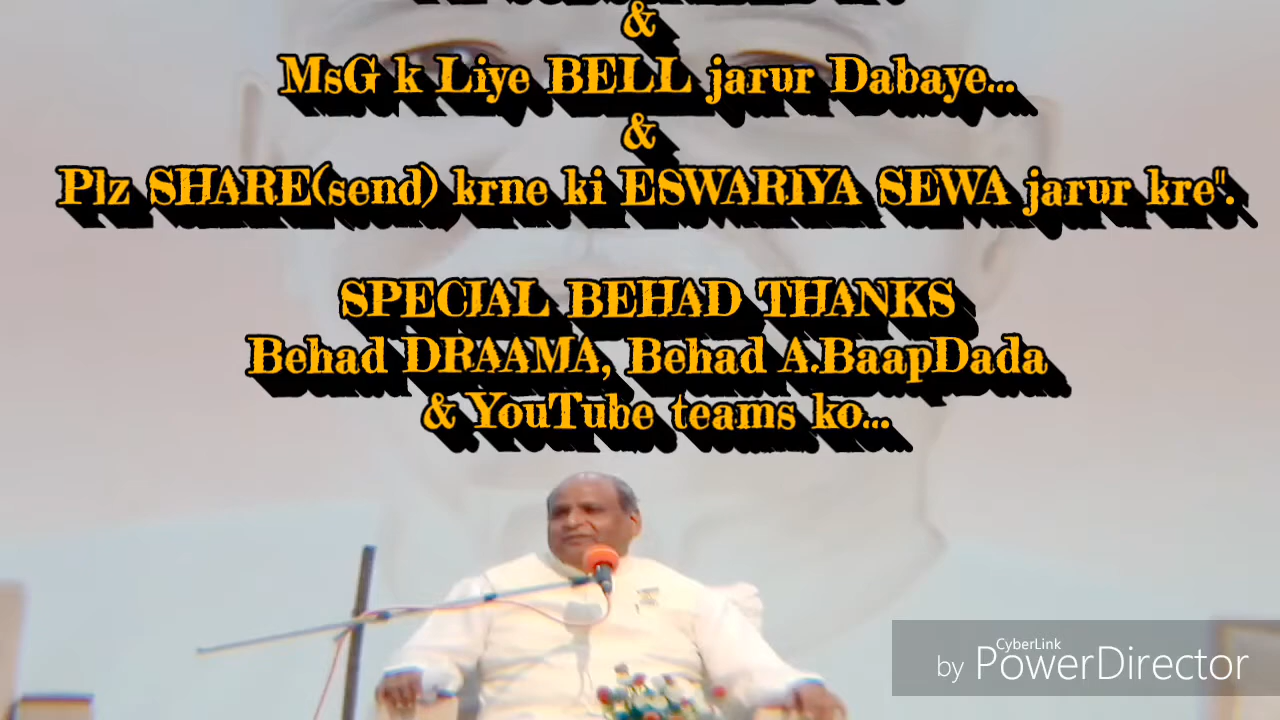 &
MsG k Liye BELL jarur Dabaye...
&
Plz SHARE(send) krne ki ESWARIYA SEWA jarur kre".
SPECIAL BEHAD THANKS
Behad DRAAMA, Behad A.BaapDada
& YouTube teams ko...
CyberLink
by PowerDirector